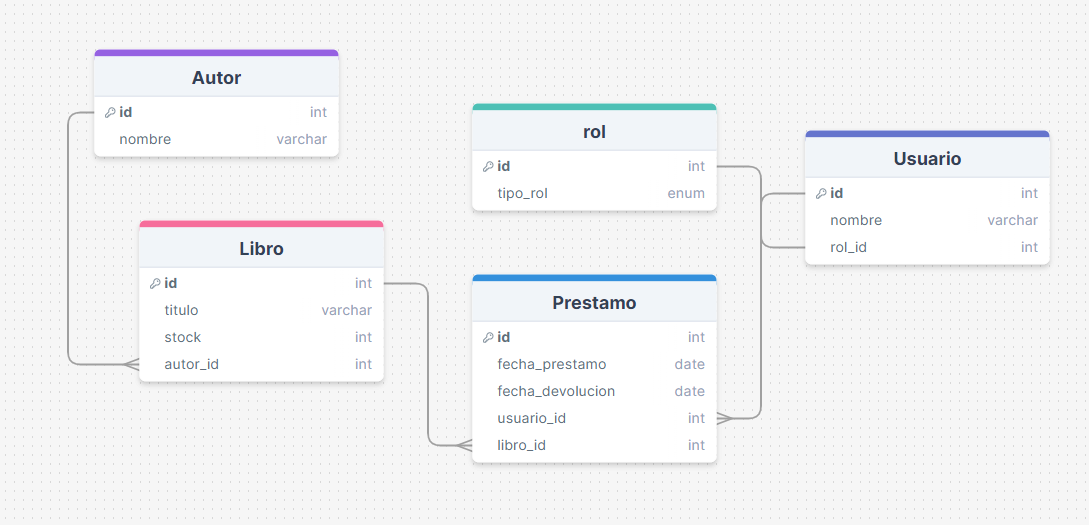 Autor
id int
nombre varchar
Libro
id int
titulo varchar
stock int
autor_id int
rol
id int
tipo_rol enum
Prestamo
id int
fecha_prestamo date
fecha_devolucion date
usuario_id int
libro_id int
Usuario
id int
nombre varchar
rol_id int